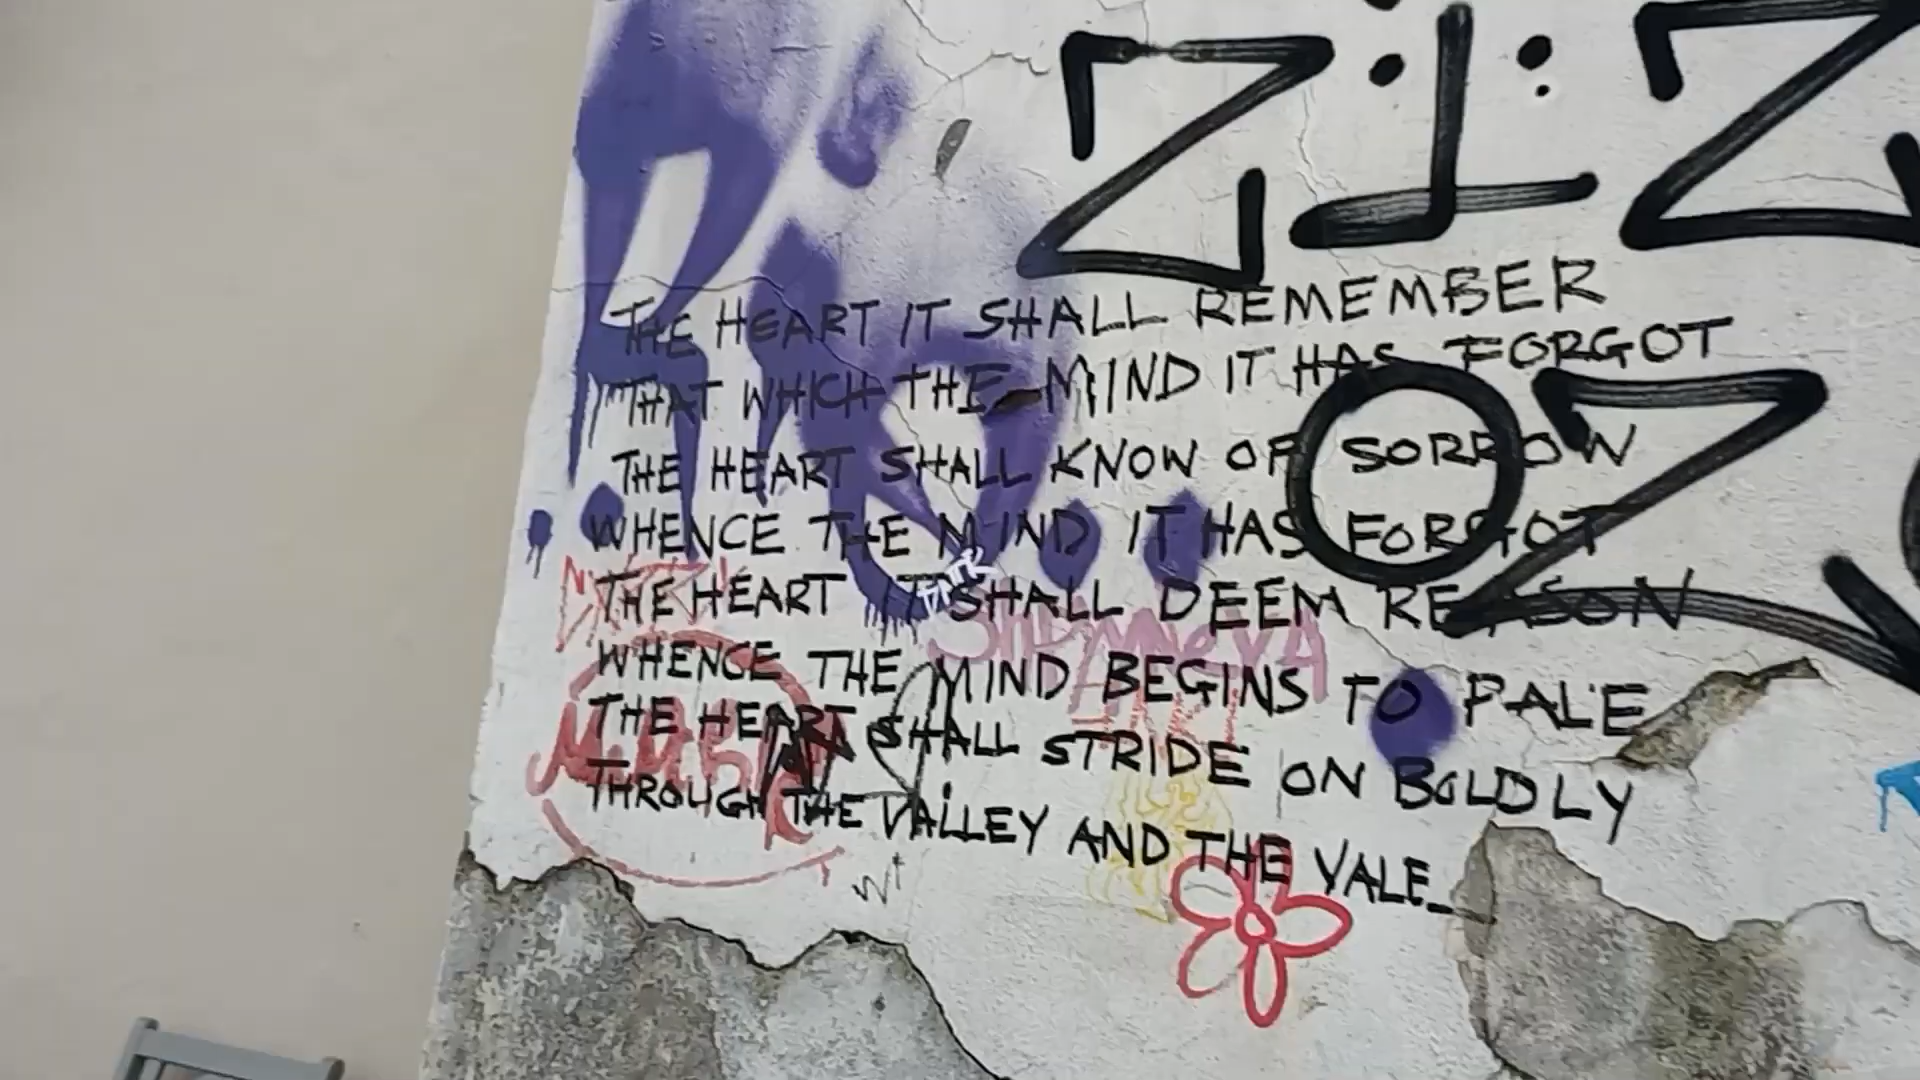 THE HEART IT SHALL REMEMBER
THAT WHICH THE MIND IT HAS FORGOT
THE HEART SHALL KNOW OF SORROW
WHENCE THE MIND IT HAS FORGOT
THE HEART IT SHALL DEEM REASON
WHENCE THE MIND BEGINS TO PALE
THE HEART SHALL STRIDE ON BOLDLY
THROUGH THE VALLEY AND THE VALE_